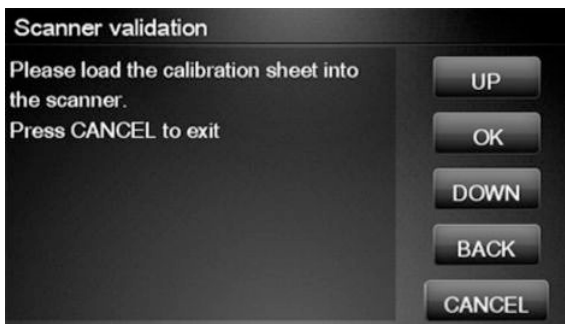 Scanner validation
Please load the calibration sheet into
the scanner.
Press CANCEL to exit
UP
OK
DOWN
BACK
CANCEL